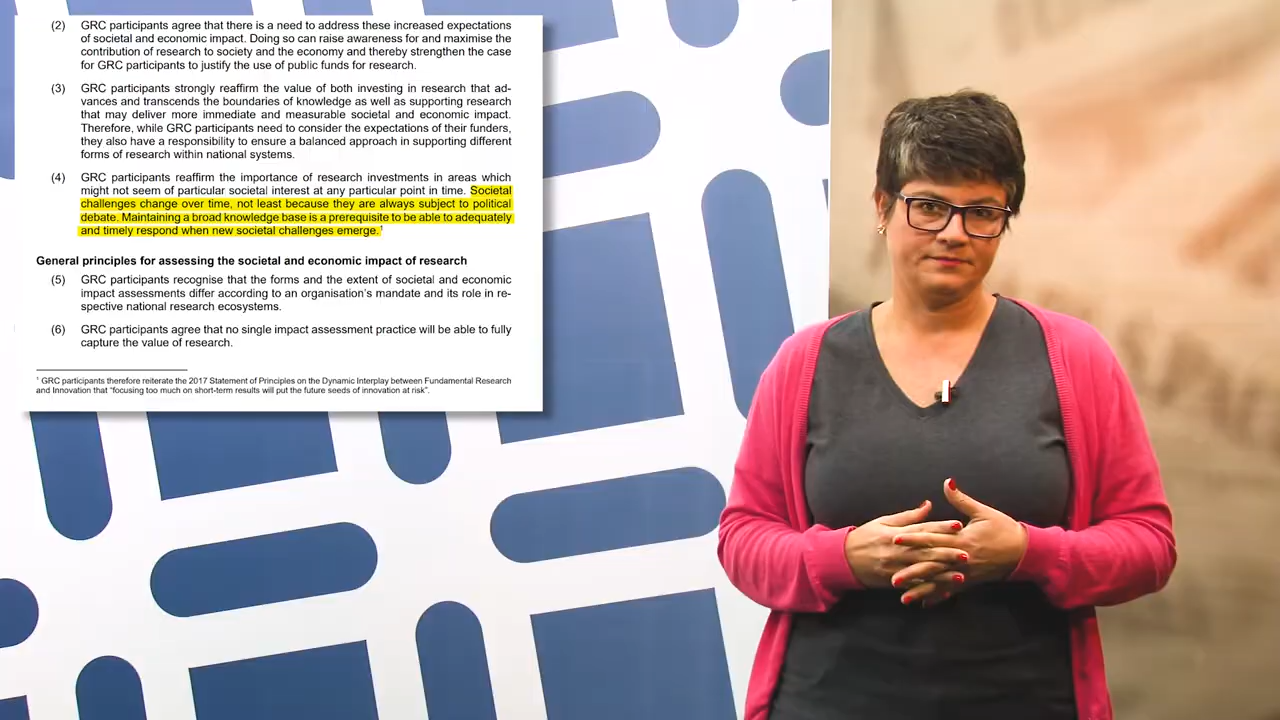 (2) GRC participants agree that there is a need to address these increased expectations
of societal and economic impact. Doing so can raise awareness for and maximise the
contribution of research to society and the economy and thereby strengthen the case
for GRC participants to justify the use of public funds for research.
(3) GRC participants strongly reaffirm the value of both investing in research that ad-
vances and transcends the boundaries of knowledge as well as supporting research
that may deliver more immediate and measurable societal and economic impact.
Therefore, while GRC participants need to consider the expectations of their funders,
they also have a responsibility to ensure a balanced approach in supporting different
forms of research within national systems.
(4) GRC participants reaffirm the importance of research investments in areas which
might not seem of particular societal interest at any particular point in time. Societal
challenges change over time, not least because they are always subject to political
debate. Maintaining a broad knowledge base is a prerequisite to be able to adequately
and timely respond when new societal challenges emerge.¹
General principles for assessing the societal and economic impact of research
(5) GRC participants recognise that the forms and the extent of societal and economic
impact assessments differ according to an organisation's mandate and its role in re-
spective national research ecosystems.
(6) GRC participants agree that no single impact assessment practice will be able to fully
capture the value of research.
¹ GRC participants therefore reiterate the 2017 Statement of Principles on the Dynamic Interplay between Fundamental Research
and Innovation that "focusing too much on short-term results will put the future seeds of innovation at risk".